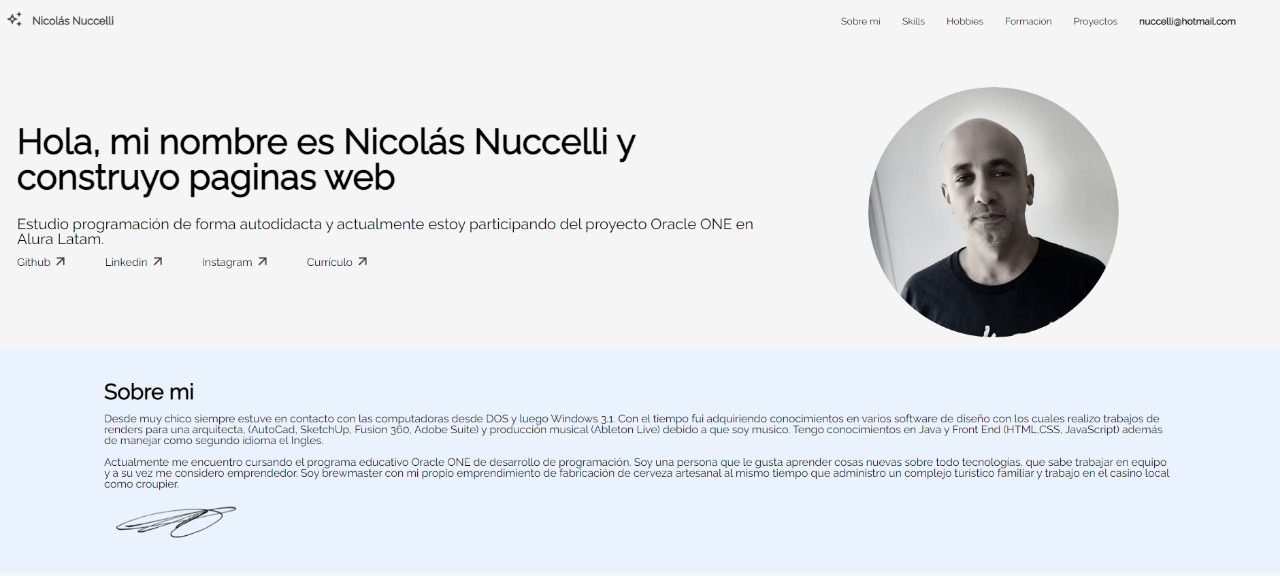 Nicolás Nuccelli
Sobre mi Skills Hobbies Formación Proyectos nuccelli@hotmail.com
Hola, mi nombre es Nicolás Nuccelli y
construyo paginas web
Estudio programación de forma autodidacta y actualmente estoy participando del proyecto Oracle ONE en
Alura Latam.
Github Linkedin Instagram Currículo
Sobre mi
Desde muy chico siempre estuve en contacto con las computadoras desde DOS y luego Windows 3.1. Con el tiempo fui adquiriendo conocimientos en varios software de diseño con los cuales realizo trabajos de
renders para una arquitecta, (AutoCad, SketchUp, Fusion 360, Adobe Suite) y producción musical (Ableton Live) debido a que soy musico. Tengo conocimientos en Java y Front End (HTML,CSS, JavaScript) además
de manejar como segundo idioma el Ingles.
Actualmente me encuentro cursando el programa educativo Oracle ONE de desarrollo de programación. Soy una persona que le gusta aprender cosas nuevas sobre todo tecnologías, que sabe trabajar en equipo
y a su vez me considero emprendedor. Soy brewmaster con mi propio emprendimiento de fabricación de cerveza artesanal al mismo tiempo que administro un complejo turístico familiar y trabajo en el casino local
como croupier.